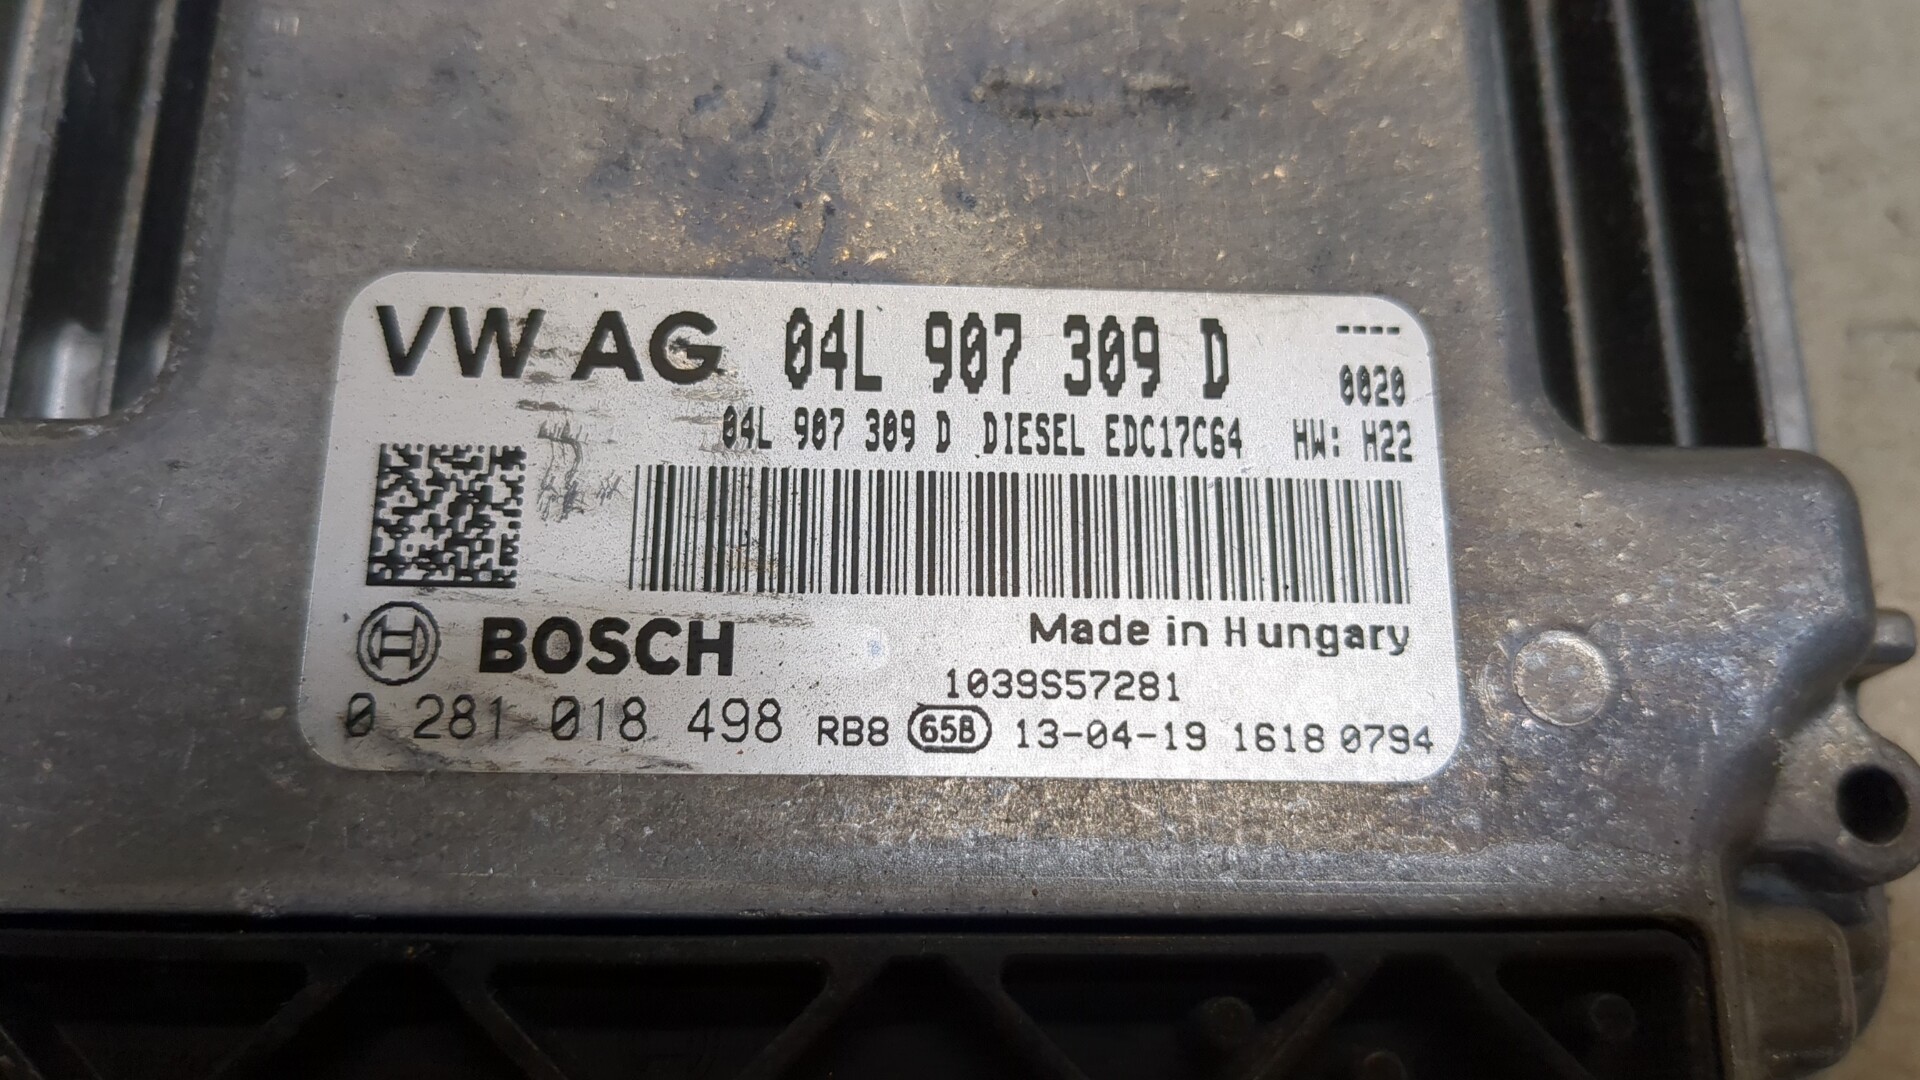 VW AG 04L 907 309 D ----
0020
04L 907 309 D DIESEL EDC17C64 HW: H22
BOSCH
Made in Hungary
1039S57281
0 281 018 498 RB8 65B 13-04-19 1618 0794